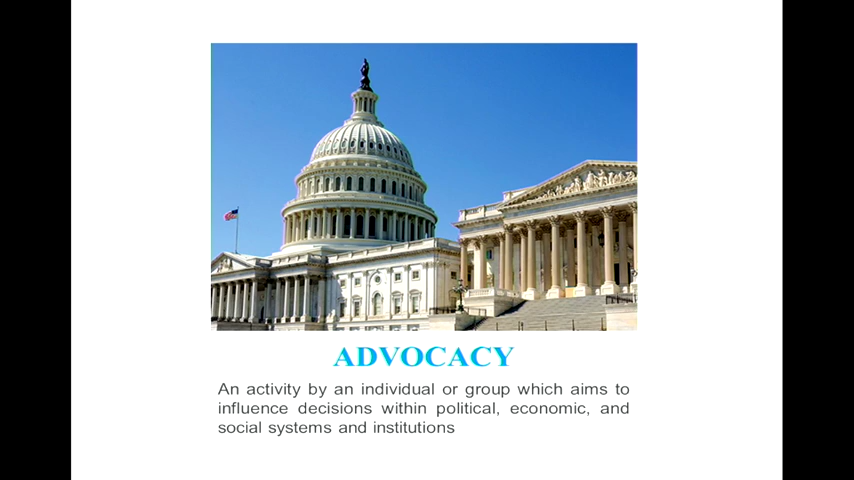 ADVOCACY
An activity by an individual or group which aims to
influence decisions within political, economic, and
social systems and institutions